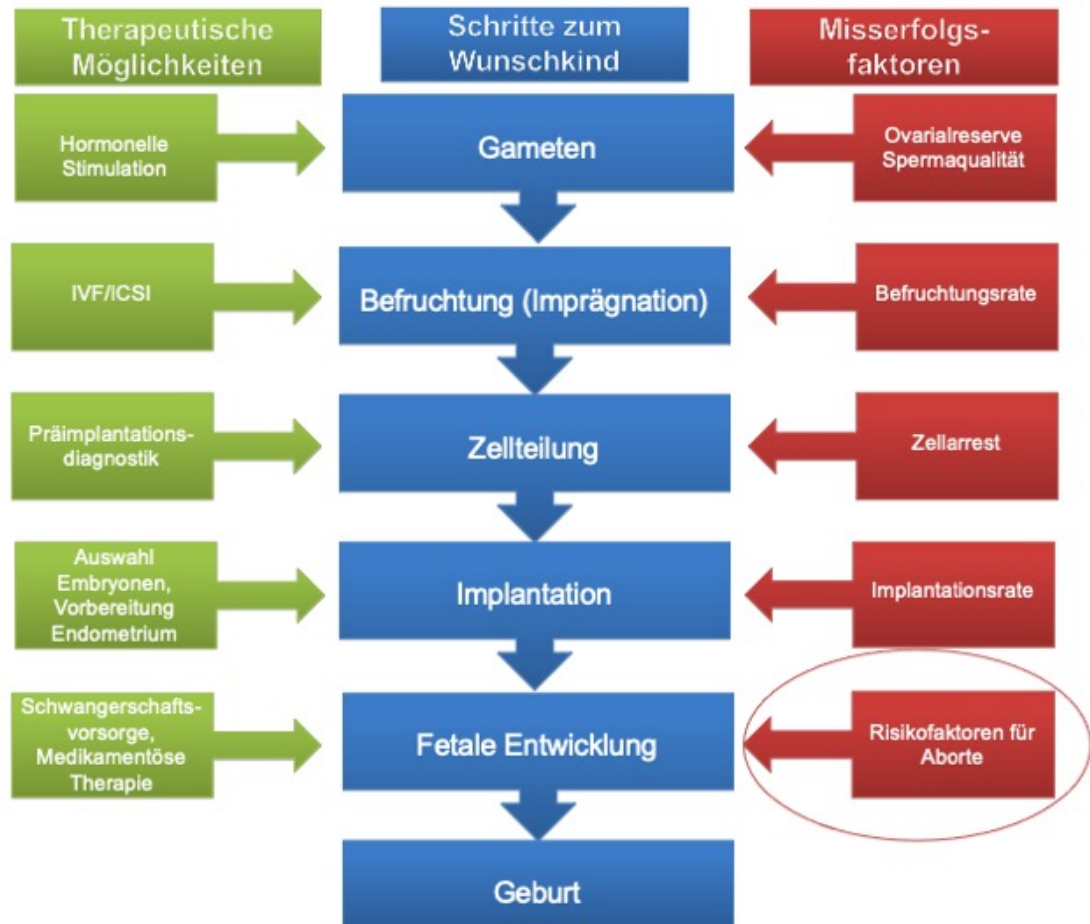 Therapeutische
Möglichkeiten
Schritte zum
Wunschkind
Misserfolgs-
faktoren
Hormonelle
Stimulation
Gameten
Ovarialreserve
Spermaqualität
IVF/ICSI
Befruchtung (Imprägnation)
Befruchtungsrate
Präimplantations-
diagnostik
Zellteilung
Zellarrest
Auswahl
Embryonen,
Vorbereitung
Endometrium
Implantation
Implantationsrate
Schwangerschafts-
vorsorge,
Medikamentöse
Therapie
Fetale Entwicklung
Risikofaktoren für
Aborte
Geburt